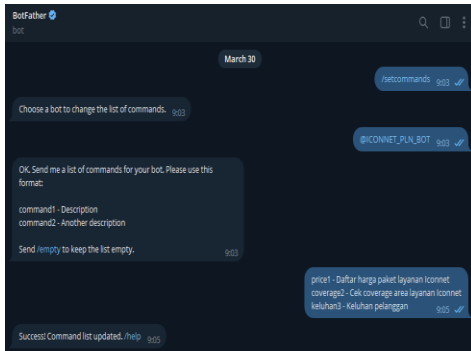 BotFather
bot
March 30
/setcommands 9:03
Choose a bot to change the list of commands. 9:03
@ICONNET_PLN_BOT 9:03
OK. Send me a list of commands for your bot. Please use this
format:
command1 - Description
command2 - Another description
Send /empty to keep the list empty. 9:03
price1 - Daftar harga paket layanan Iconnet
coverage2 - Cek coverage area layanan Iconnet
keluhan3 - Keluhan pelanggan 9:05
Success! Command list updated. /help 9:05